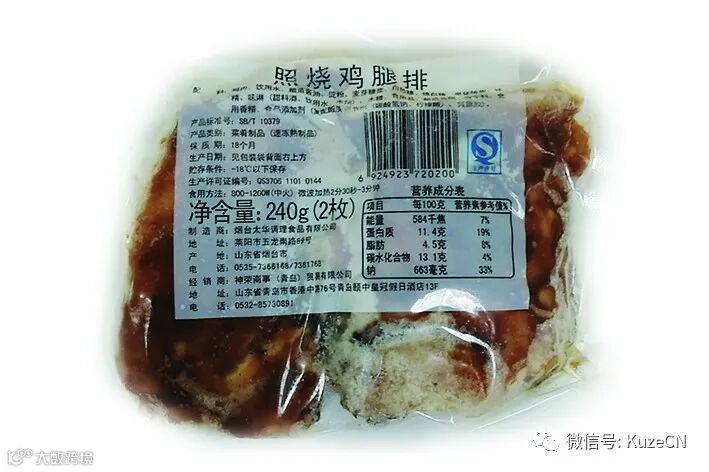 照烧鸡腿排
产品标准号: SB/T 10379
产品类型: 菜肴制品 (速冻熟制品)
保 质 期: 18个月
生产日期: 见包装袋背面右上方
贮存条件: -18℃以下保存
生产许可证编号: QS3706 1101 0144
食用方法: 800-1200W(中火) 微波加热2分30秒-3分钟
净含量: 240g (2枚)
制 造 商: 烟台太华调理食品有限公司
地 址: 莱阳市五龙南路69号
产 地: 山东省烟台市
电 话: 0535-7366168/7361768
经 销 商: 神荣商事 (青岛) 贸易有限公司
地 址: 山东省青岛市香港中路76号青岛颐中皇冠假日酒店13F
电 话: 0532-85730891
6 924923 720200
营养成分表
项目 每100克 营养素参考值%
能量 584千焦 7%
蛋白质 11.4克 19%
脂肪 4.5克 8%
碳水化合物 13.1克 4%
钠 663毫克 33%
大数跨境
微信号: KuzeCN